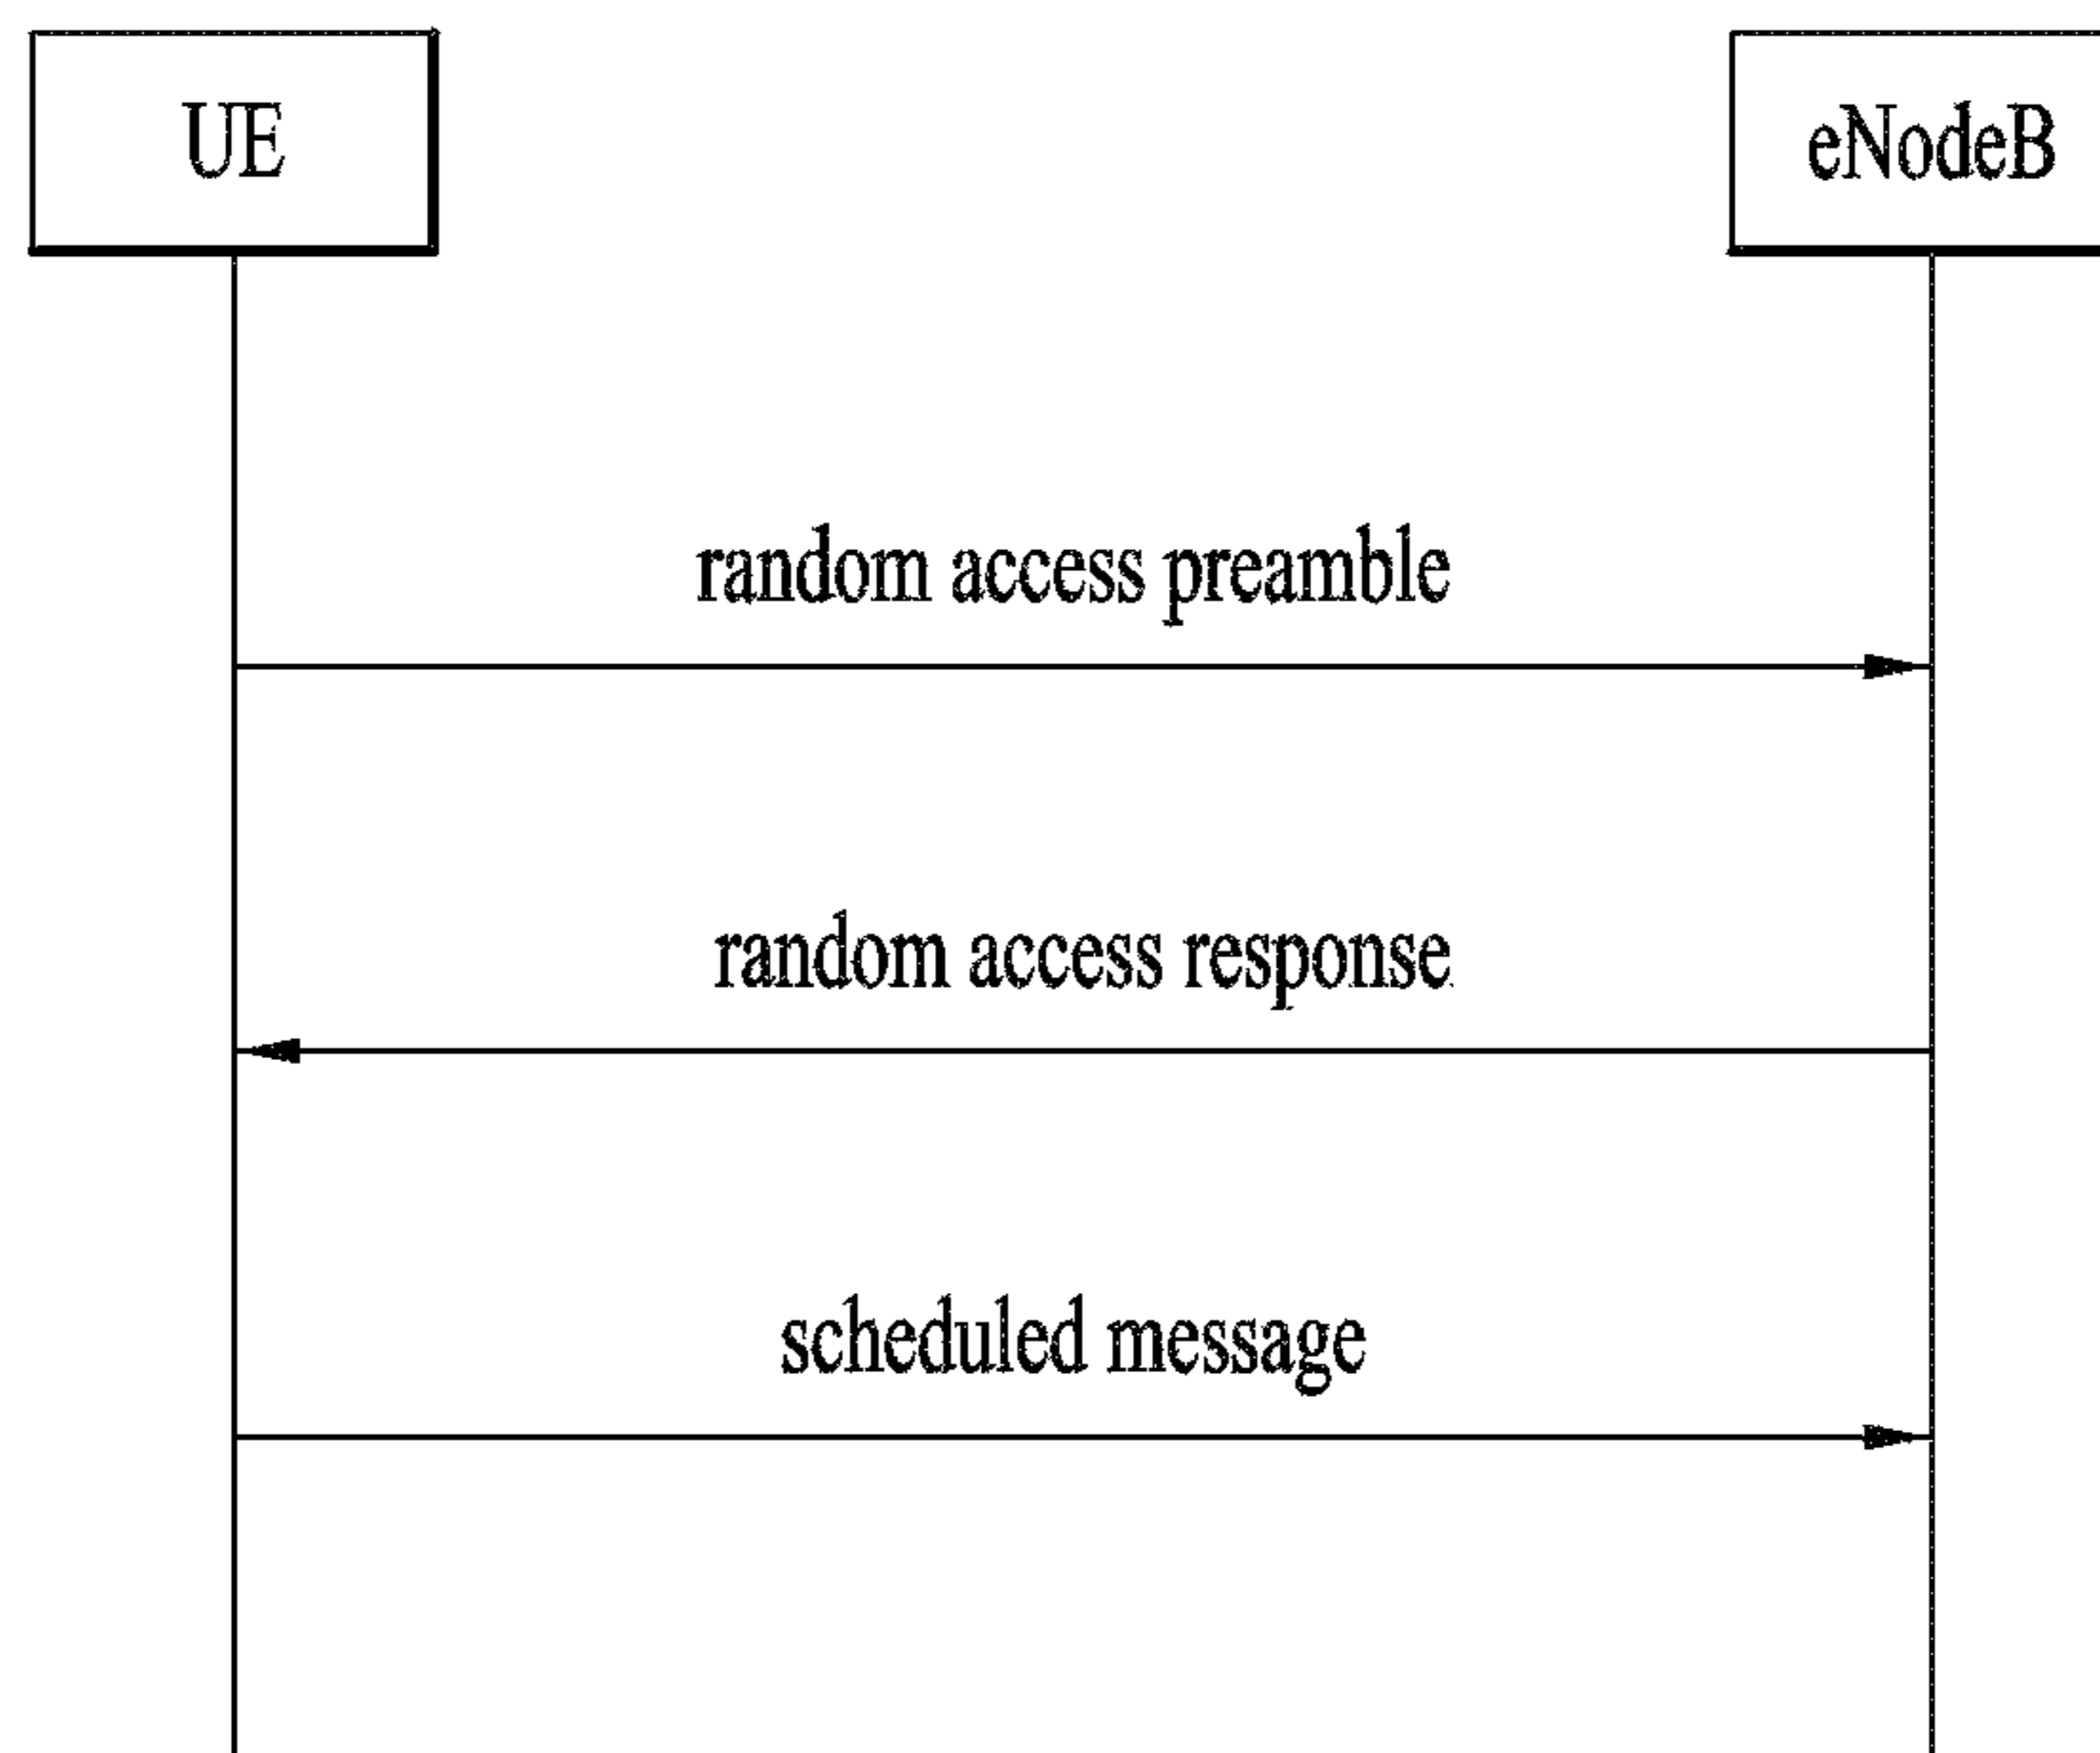 UE
eNodeB
random access preamble
random access response
scheduled message